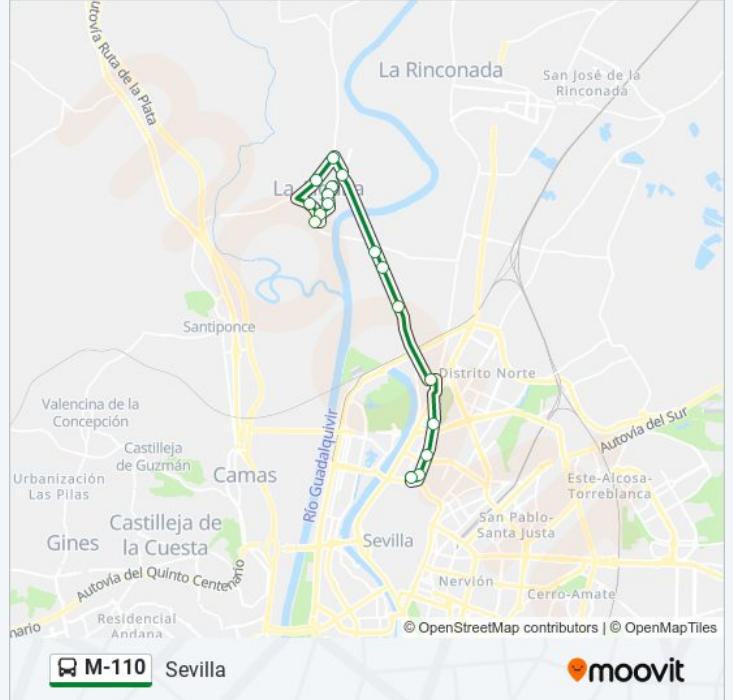 Autovía Ruta de la Plata
La Rinconada
San José de la
Rinconada
Santiponce
Distrito Norte
Valencina de la
Concepción
Río Guadalquivir
Autovía del Sur
Castilleja
de Guzmán
Camas
Urbanización
Las Pilas
Este-Alcosa-
Torreblanca
Castilleja de
la Cuesta
San Pablo-
Santa Justa
Gines
Sevilla
Autovía del Quinto Centenario
Nervión
Cerro-Amate
Residencial
Andana
nario
© OpenStreetMap contributors | © OpenMapTiles
M-110
Sevilla
moovit